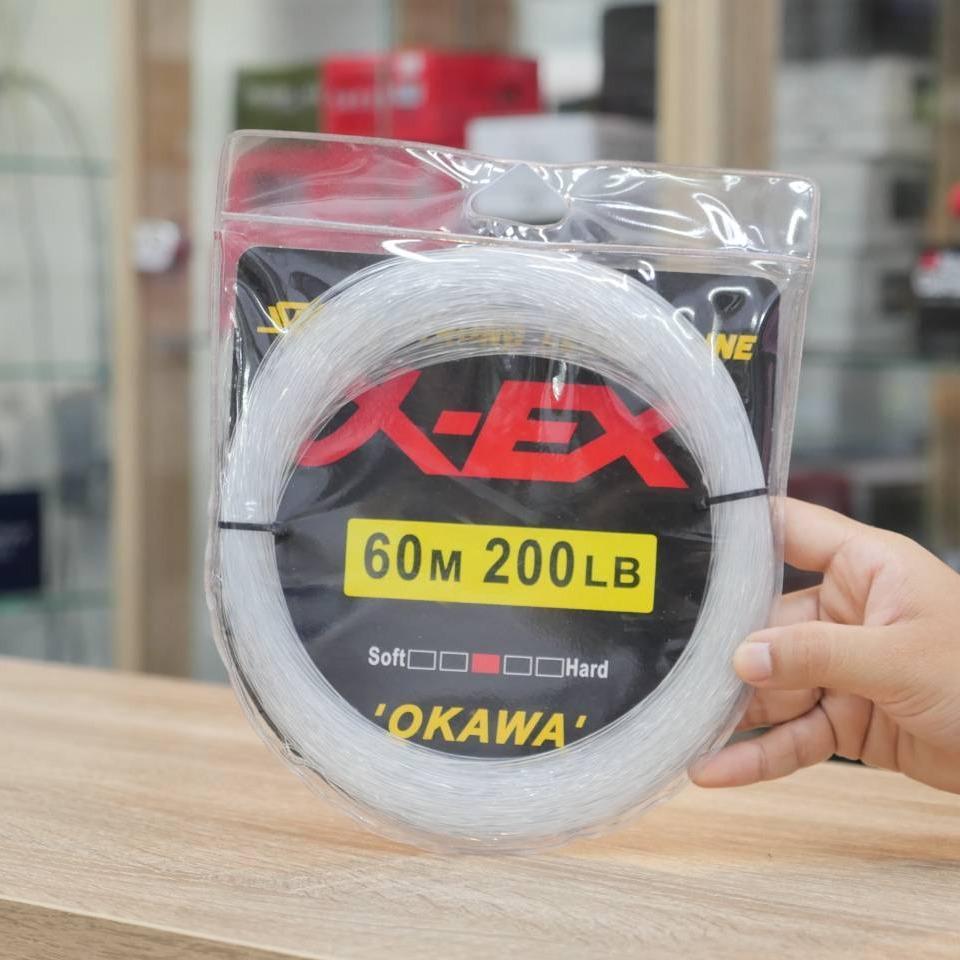 X-EX
60M 200LB
Soft Hard
'OKAWA'